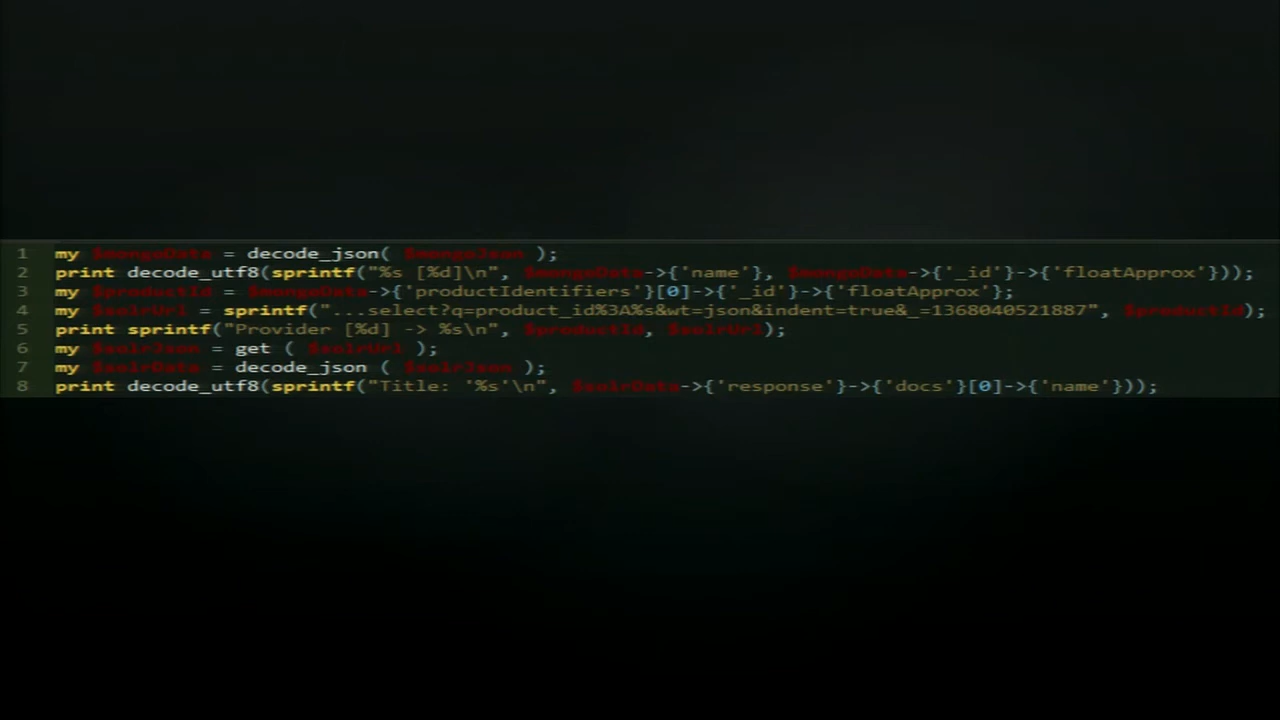 1 my $mongoData = decode_json( $mongoJson );
2 print decode_utf8(sprintf("%s [%d]\n", $mongoData->{'name'}, $mongoData->{'_id'}->{'floatApprox'}));
3 my $productId = $mongoData->{'productIdentifiers'}[0]->{'_id'}->{'floatApprox'};
4 my $solrUrl = sprintf("...select?q=product_id%3A%s&wt=json&indent=true&_=1368040521887", $productId);
5 print sprintf("Provider [%d] -> %s\n", $productId, $solrUrl);
6 my $solrJson = get ( $solrUrl );
7 my $solrData = decode_json ( $solrJson );
8 print decode_utf8(sprintf("Title: '%s'\n", $solrData->{'response'}->{'docs'}[0]->{'name'}));